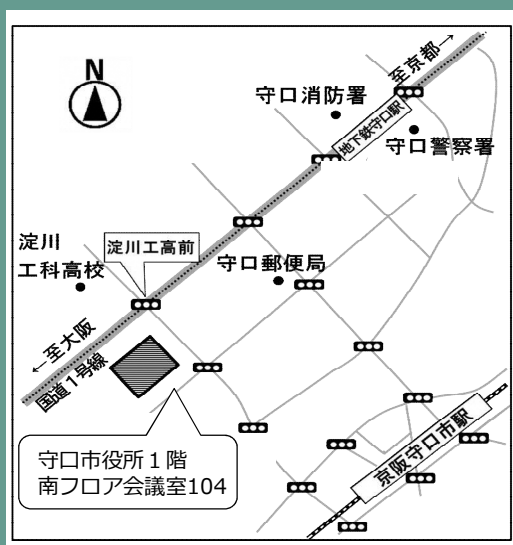 N
至京都→
守口消防署
地下鉄守口駅
守口警察署
淀川
工科高校
淀川工高前
守口郵便局
←至大阪
国道1号線
京阪守口市駅
守口市役所１階
南フロア会議室104